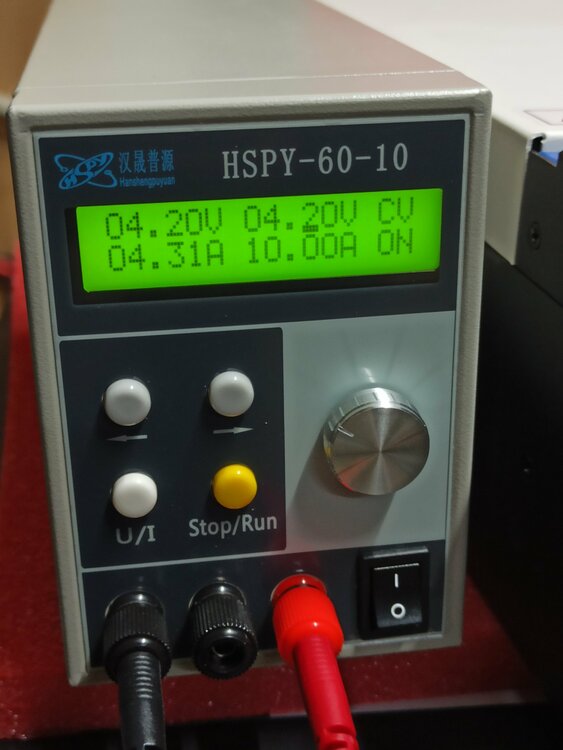 HSPY
汉晟普源
Hanshengpuyuan
HSPY-60-10
04.20V 04.20V CV
04.31A 10.00A ON
← →
U/I
Stop/Run
I
O